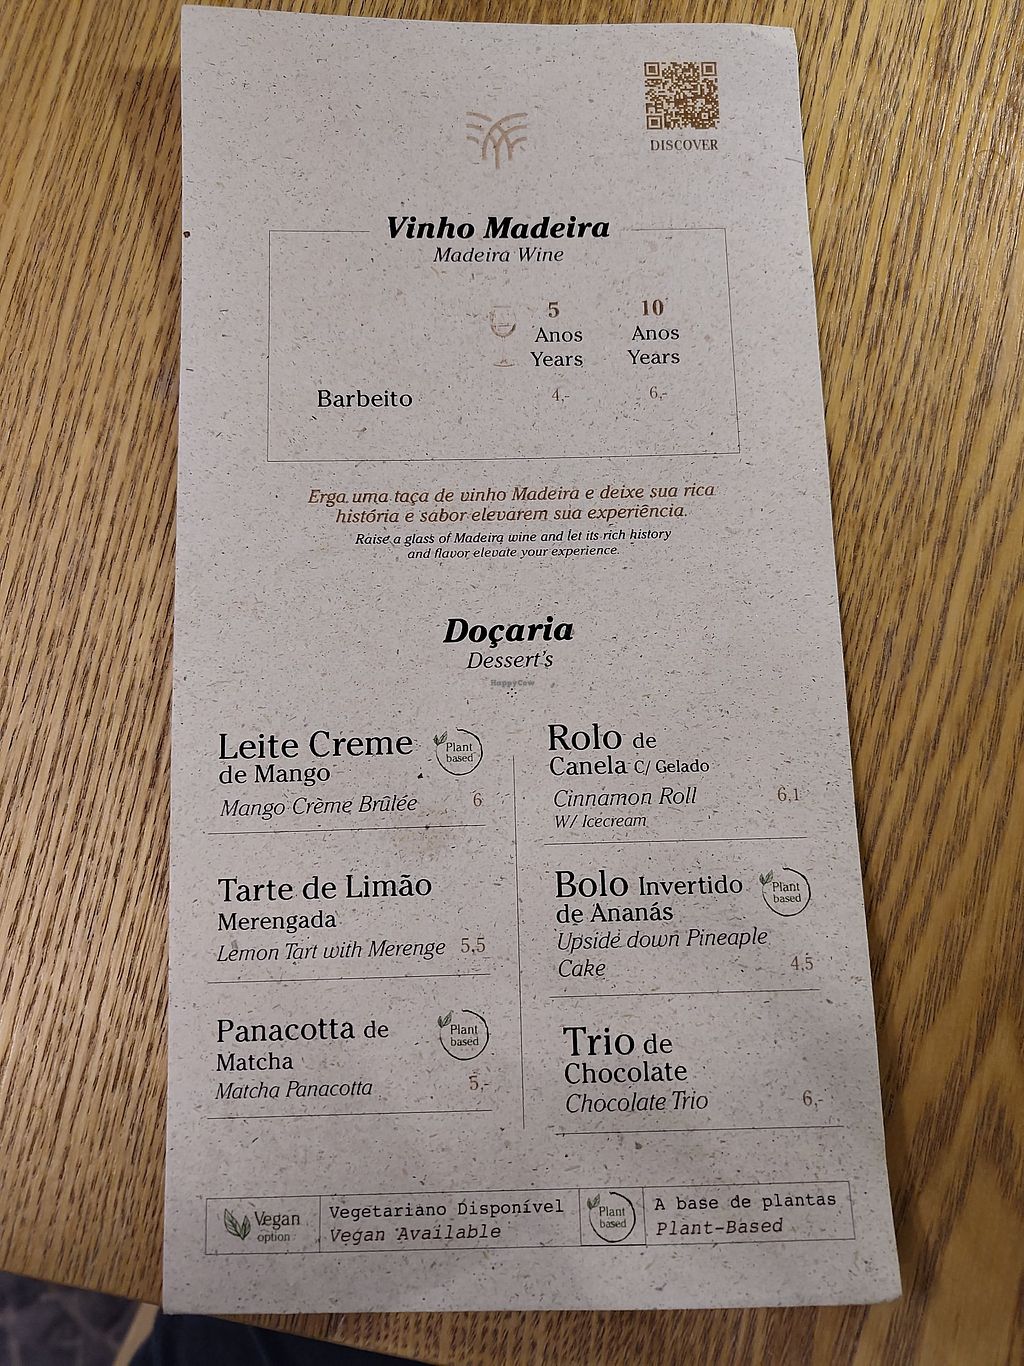 DISCOVER
Vinho Madeira
Madeira Wine
5 10
Anos Anos
Years Years
Barbeito 4,- 6,-
Erga uma taça de vinho Madeira e deixe sua rica
história e sabor elevarem sua experiência.
Raise a glass of Madeira wine and let its rich history
and flavor elevate your experience.
Doçaria
Dessert's
HappyCow
Leite Creme
de Mango
Plant
based
Mango Crème Brûlée 6
Tarte de Limão
Merengada
Lemon Tart with Merenge 5,5
Panacotta de
Matcha
Plant
based
Matcha Panacotta 5,-
Rolo de
Canela C/ Gelado
Cinnamon Roll 6,1
W/ Icecream
Bolo Invertido
de Ananás
Plant
based
Upside down Pineaple
Cake 4,5
Trio de
Chocolate
Chocolate Trio 6,-
Vegan
option
Vegetariano Disponível
Vegan Available
Plant
based
A base de plantas
Plant-Based